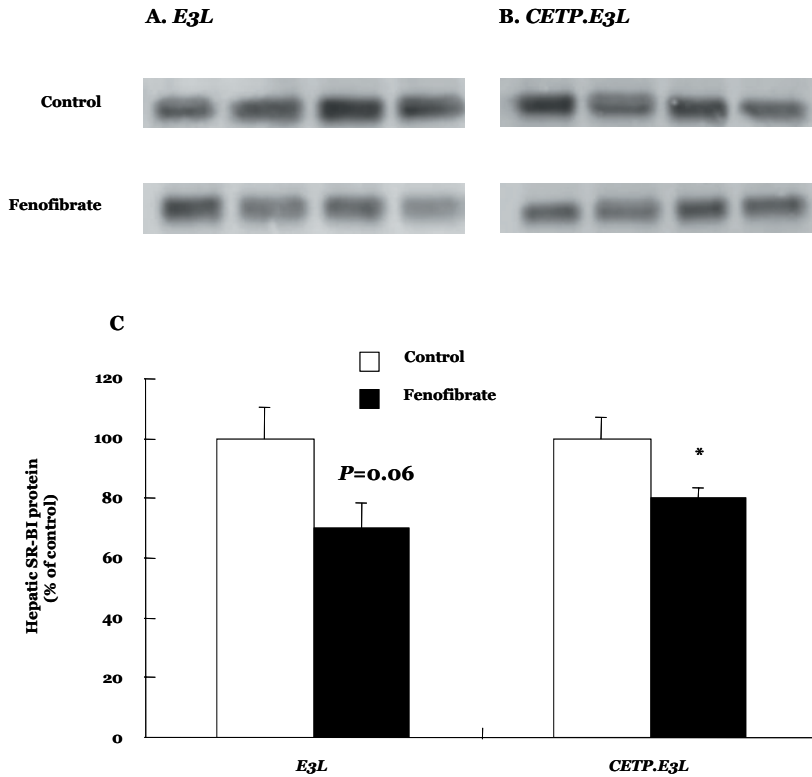 A. E3L
B. CETP.E3L
Control
Fenofibrate
C
Control
Fenofibrate
120
100
80
60
40
20
0
Hepatic SR-BI protein
(% of control)
P=0.06
*
E3L
CETP.E3L